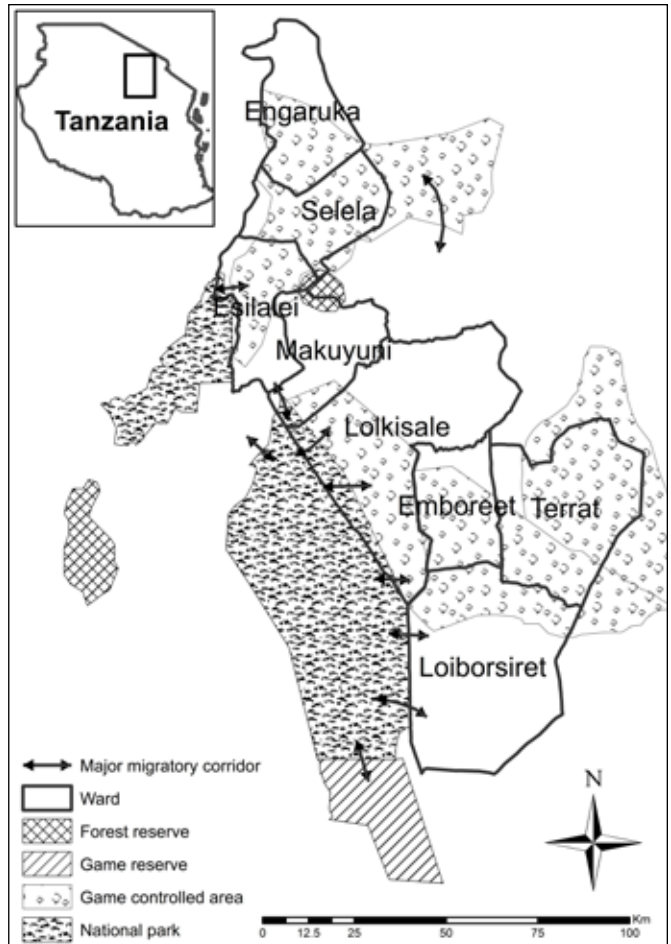 Tanzania
Engaruka
Selela
Esilalei
Makuyuni
Lolkisale
Emboreet
Terrat
Loiborsiret
Major migratory corridor
Ward
Forest reserve
Game reserve
Game controlled area
National park
N
Km
0 12.5 25 50 75 100